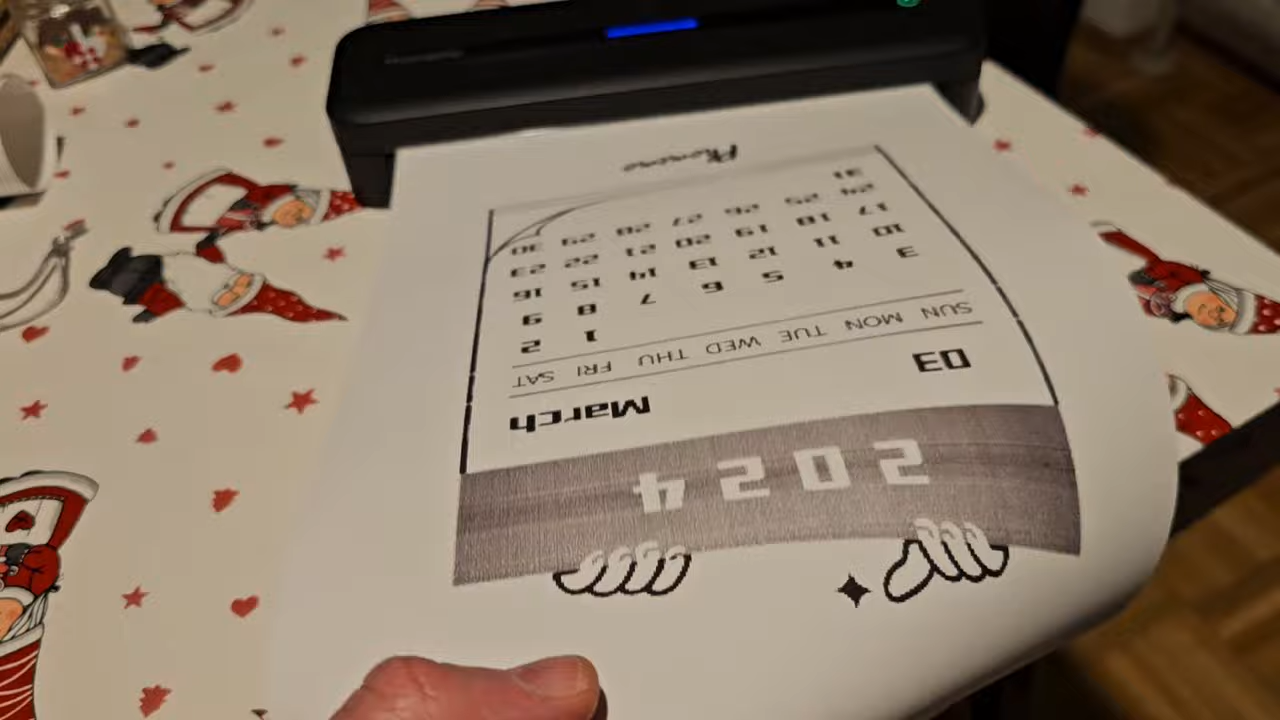 2024
03 March
SUN MON TUE WED THU FRI SAT
1 2
3 4 5 6 7 8 9
10 11 12 13 14 15 16
17 18 19 20 21 22 23
24 25 26 27 28 29 30
31
Phomemo